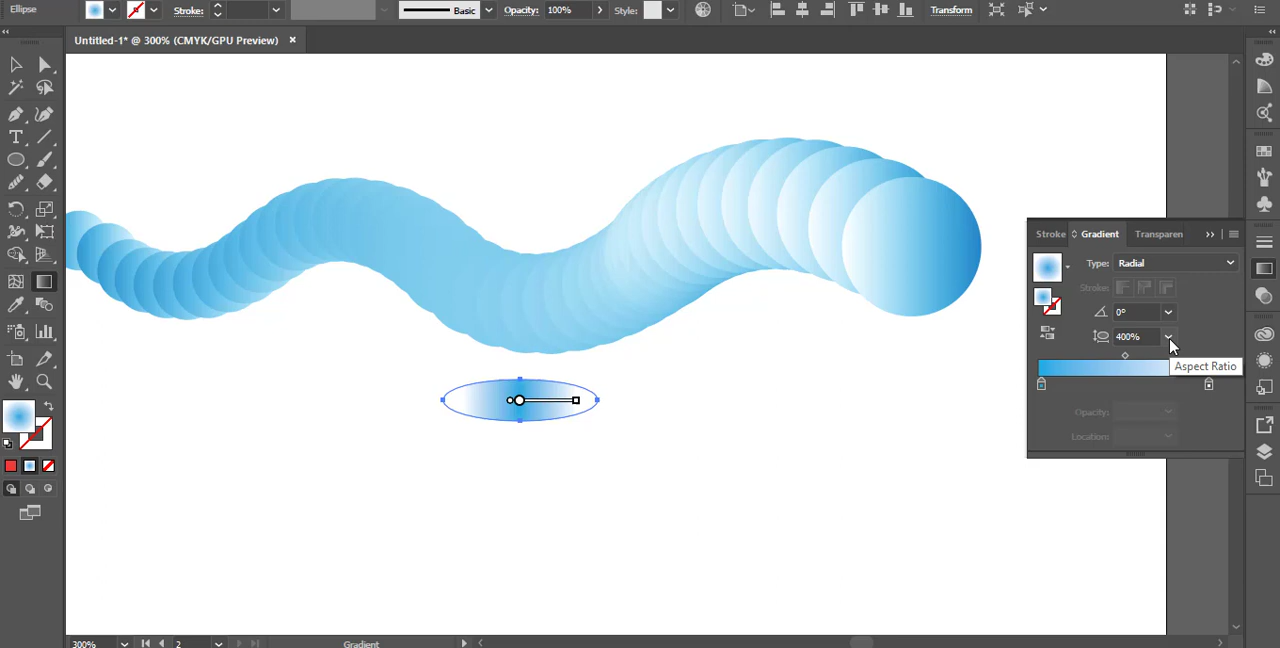 Ellipse Stroke: Basic Opacity: 100% Style: Transform
Untitled-1* @ 300% (CMYK/GPU Preview) ×
Stroke Gradient Transparen
Type: Radial
Stroke:
0°
400%
Aspect Ratio
Opacity:
Location:
300% 2 Gradient